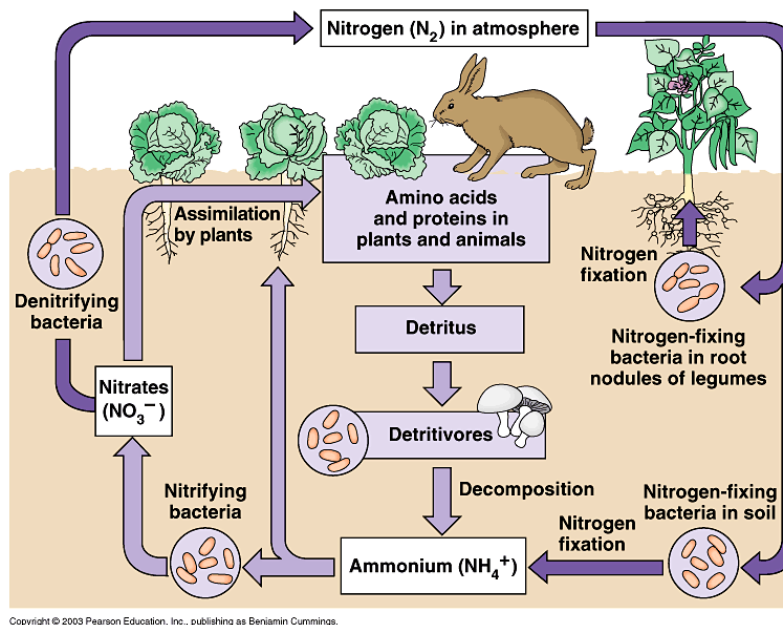 Nitrogen (N₂) in atmosphere
Assimilation
by plants
Amino acids
and proteins in
plants and animals
Nitrogen
fixation
Denitrifying
bacteria
Detritus
Nitrogen-fixing
bacteria in root
nodules of legumes
Nitrates
(NO₃⁻)
Detritivores
Decomposition
Nitrifying
bacteria
Nitrogen-fixing
bacteria in soil
Nitrogen
fixation
Ammonium (NH₄⁺)
Copyright © 2003 Pearson Education, Inc., publishing as Benjamin Cummings.